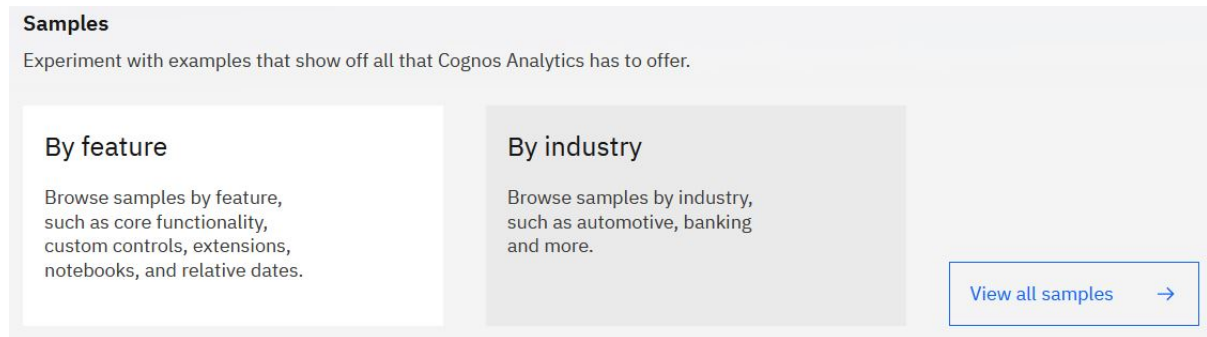 Samples
Experiment with examples that show off all that Cognos Analytics has to offer.
By feature
Browse samples by feature,
such as core functionality,
custom controls, extensions,
notebooks, and relative dates.
By industry
Browse samples by industry,
such as automotive, banking
and more.
View all samples →